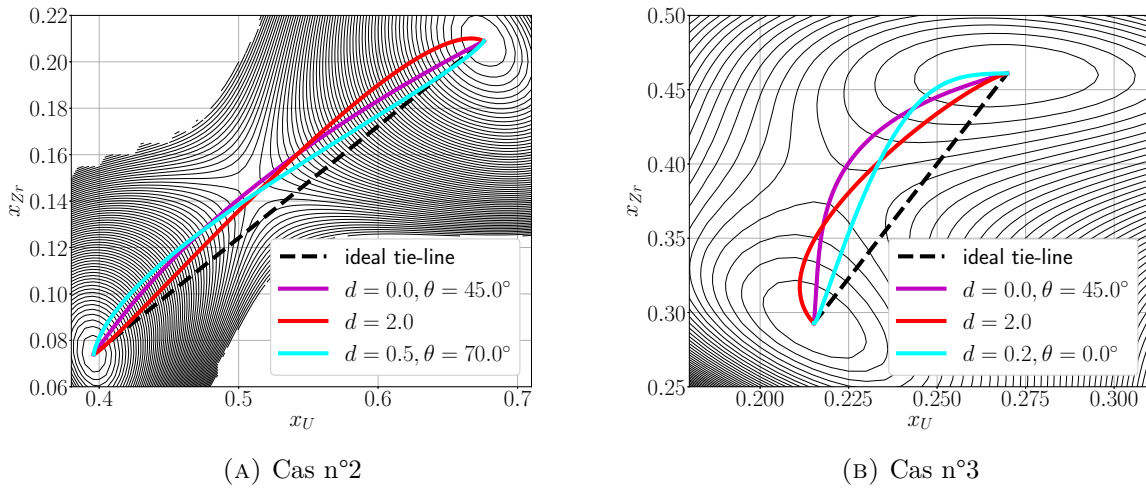 0.22
0.20
0.18
0.16
0.14
0.12
0.10
0.08
0.06
x_{Zr}
0.4
0.5
0.6
0.7
x_U
ideal tie-line
d = 0.0, θ = 45.0°
d = 2.0
d = 0.5, θ = 70.0°
(A) Cas n°2
0.50
0.45
0.40
0.35
0.30
0.25
x_{Zr}
0.200
0.225
0.250
0.275
0.300
x_U
ideal tie-line
d = 0.0, θ = 45.0°
d = 2.0
d = 0.2, θ = 0.0°
(B) Cas n°3